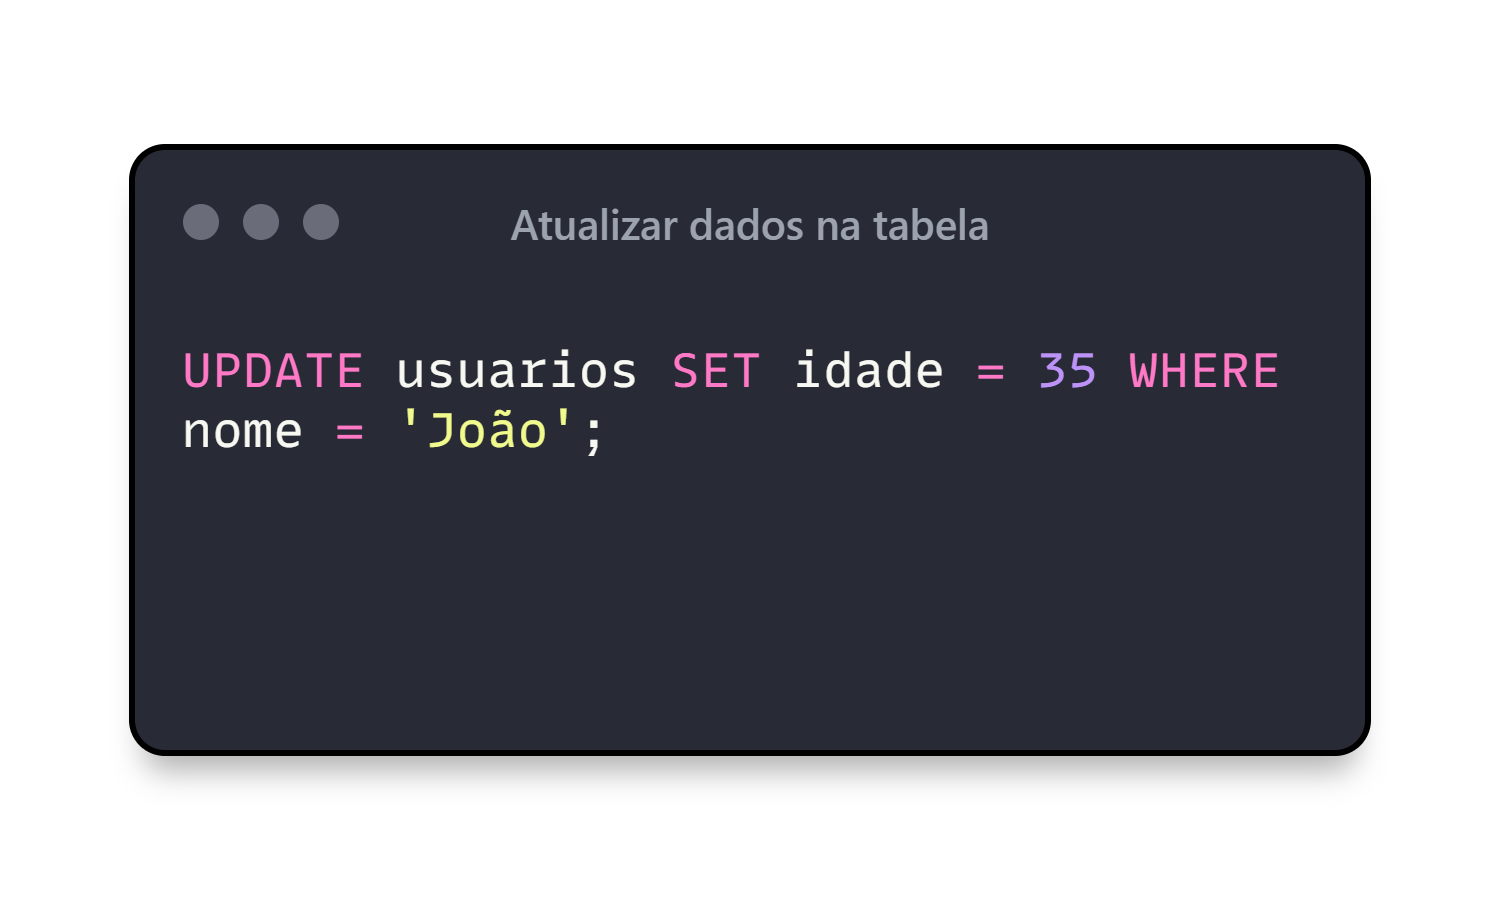 Atualizar dados na tabela
UPDATE usuarios SET idade = 35 WHERE
nome = 'João';